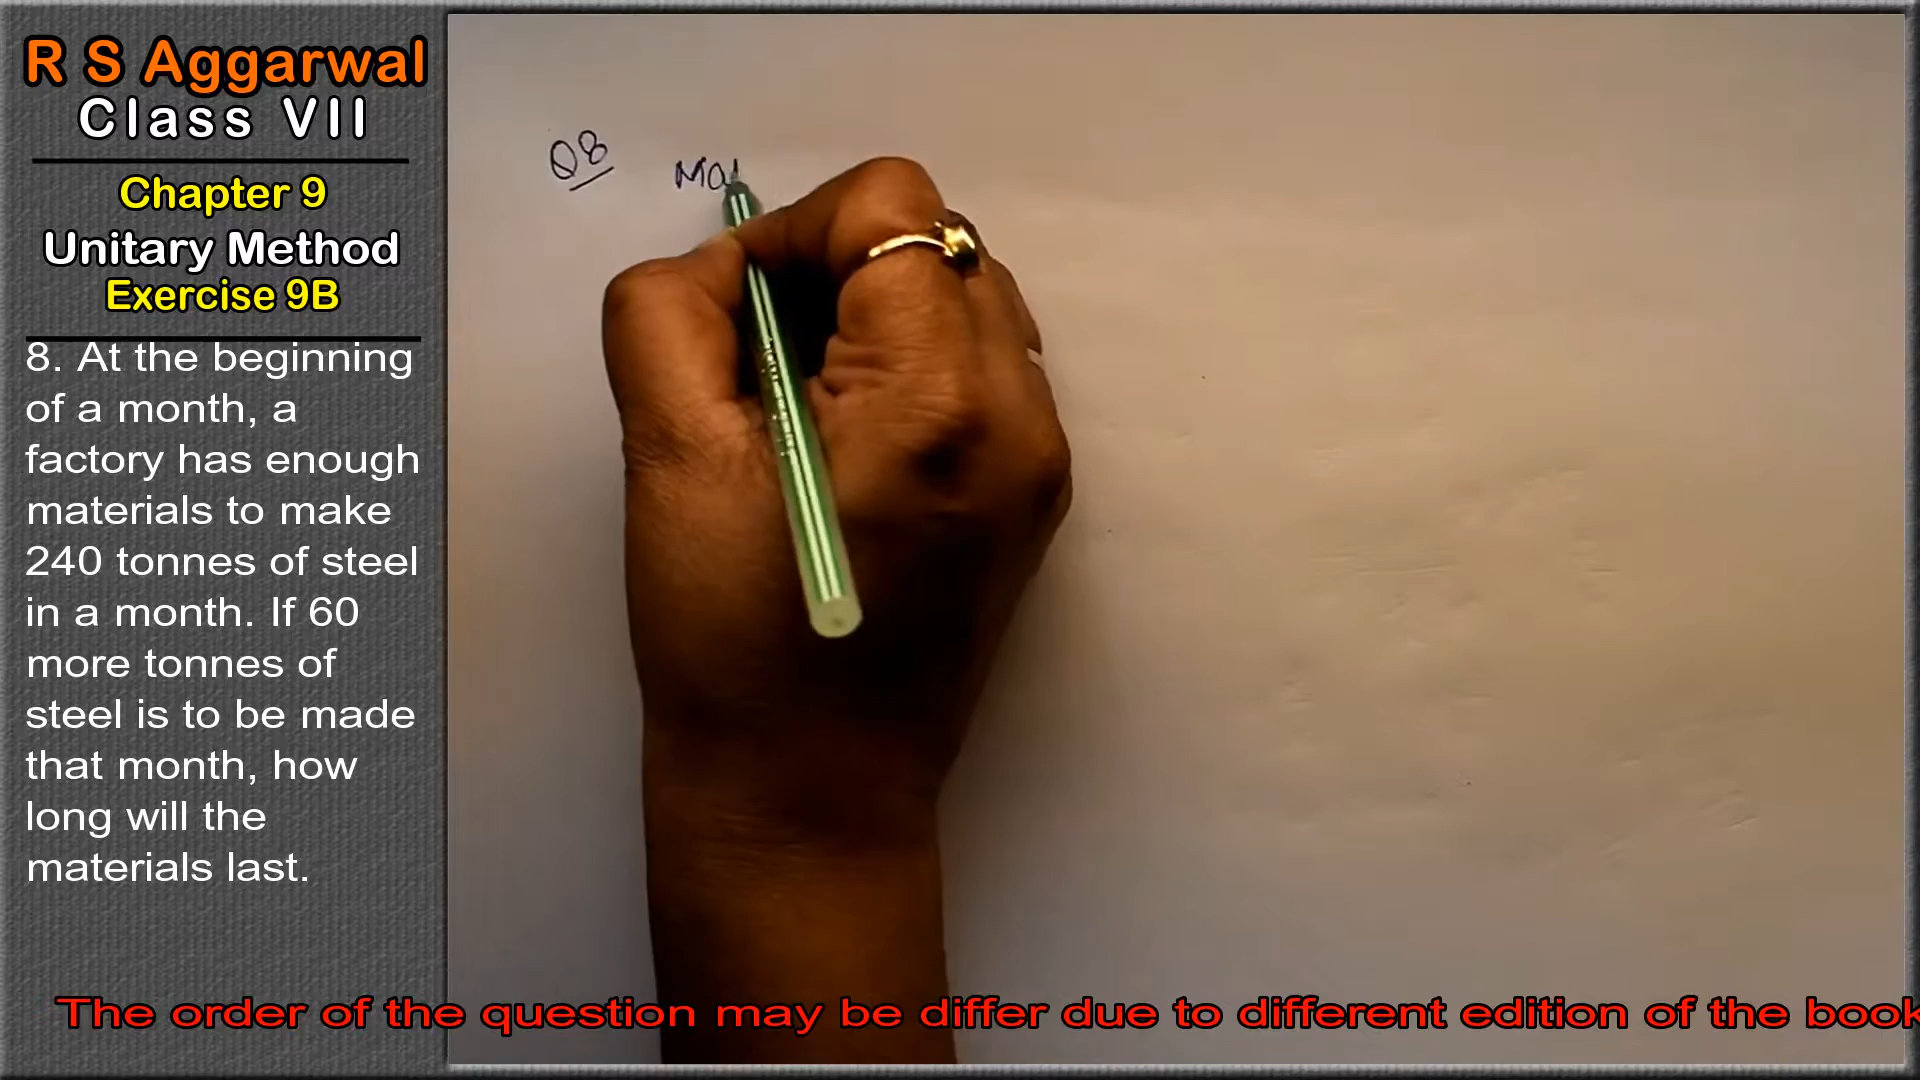 R S Aggarwal
Class VII
Chapter 9
Unitary Method
Exercise 9B
8. At the beginning
of a month, a
factory has enough
materials to make
240 tonnes of steel
in a month. If 60
more tonnes of
steel is to be made
that month, how
long will the
materials last.
Q8
Ma
The order of the question may be differ due to different edition of the book